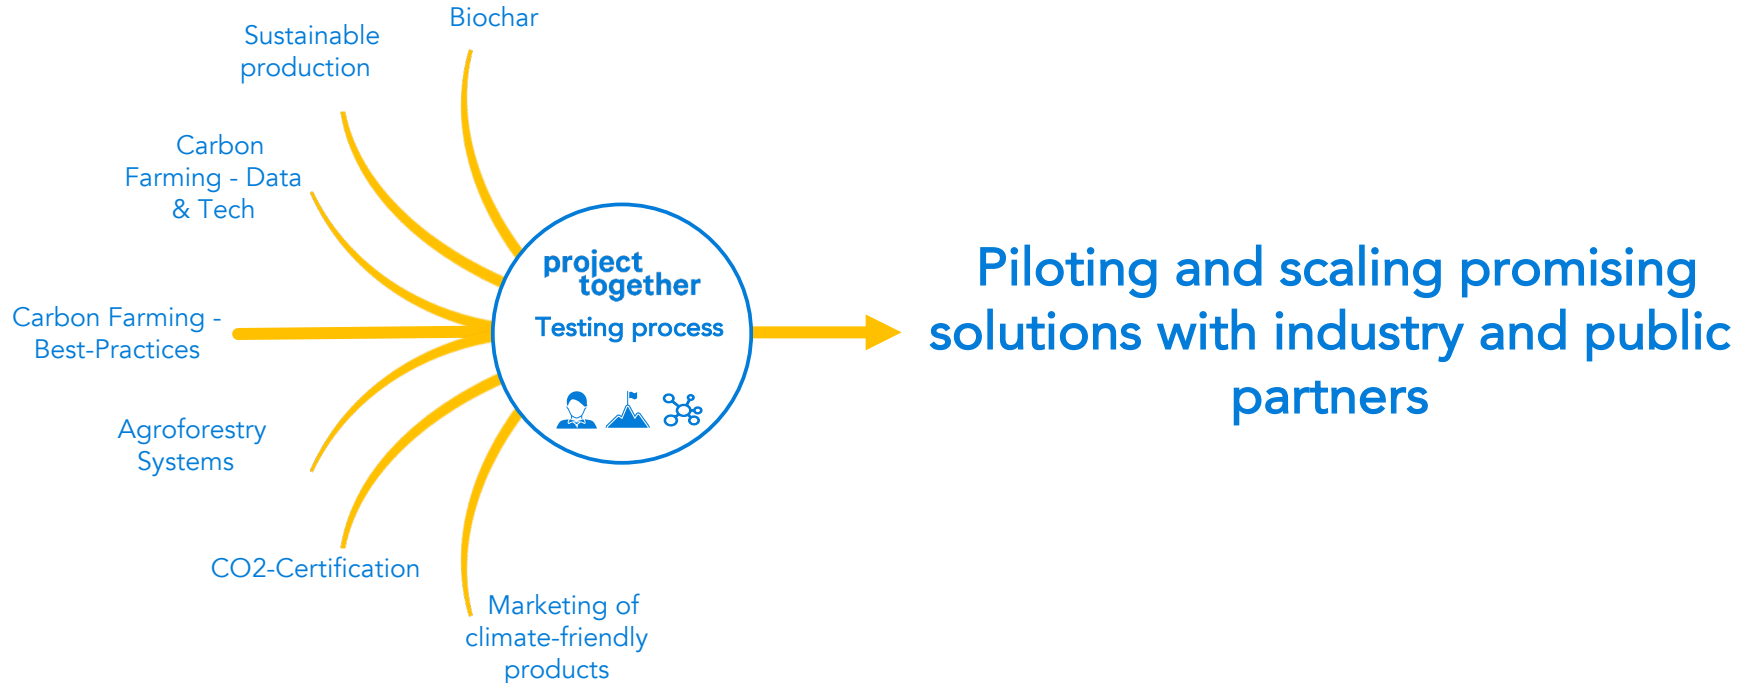 Biochar
Sustainable
production
Carbon
Farming - Data
& Tech
Carbon Farming -
Best-Practices
Agroforestry
Systems
CO2-Certification
Marketing of
climate-friendly
products
project
together
Testing process
Piloting and scaling promising
solutions with industry and public
partners